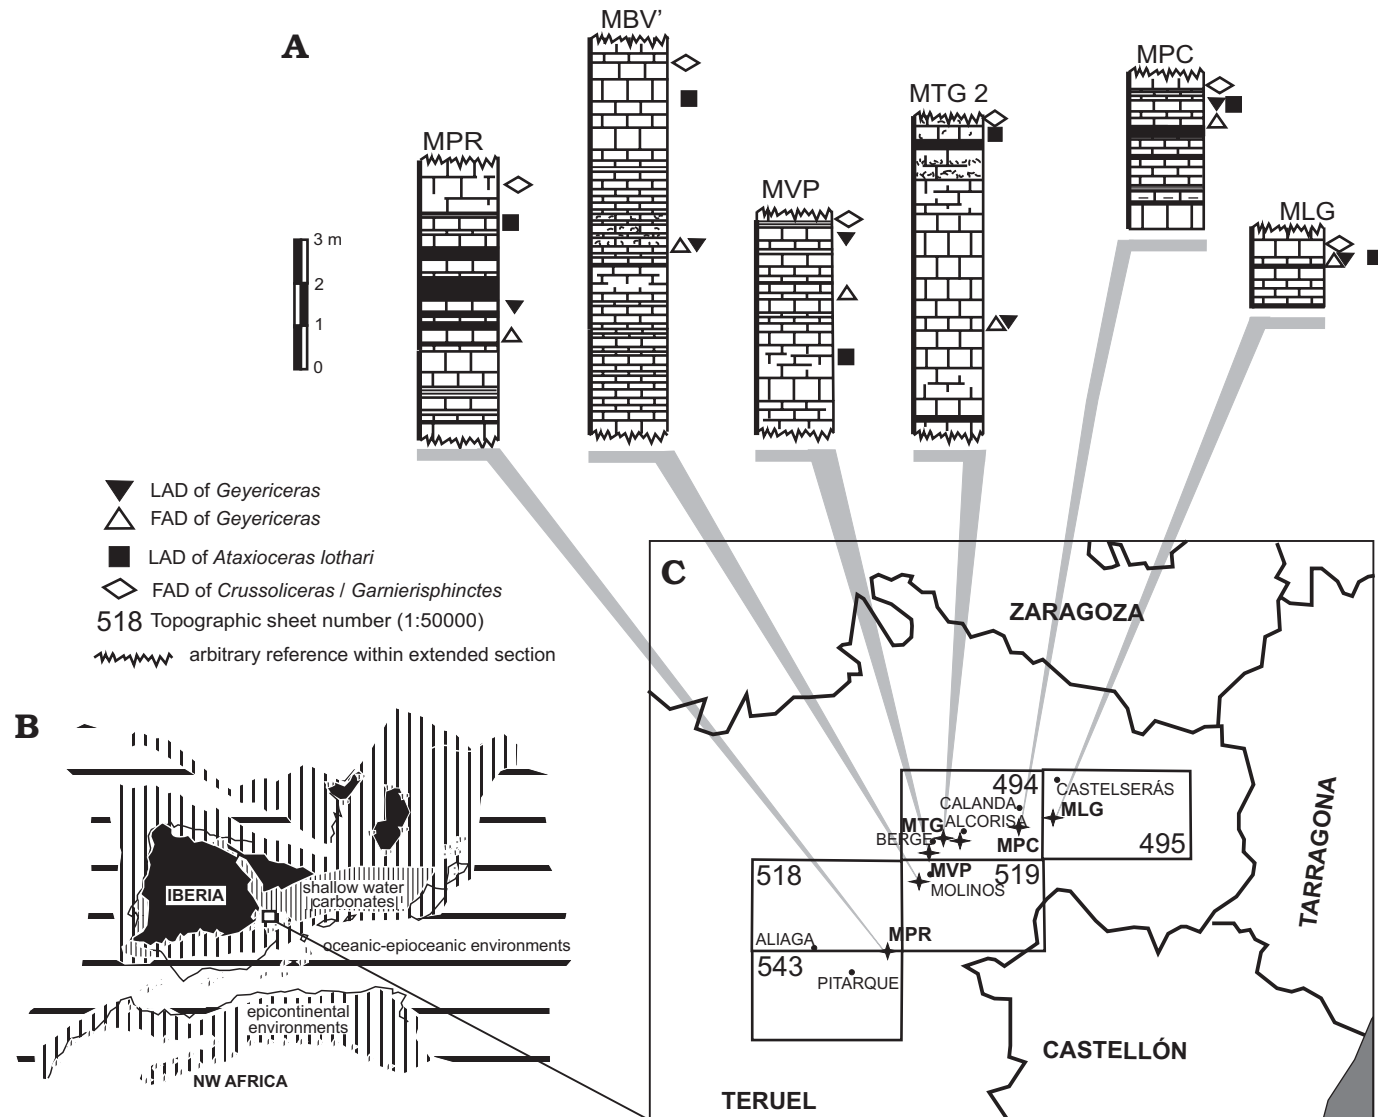 A
MPR
MBV'
MVP
MTG 2
MPC
MLG
3 m
2
1
0
LAD of Geyericeras
FAD of Geyericeras
LAD of Ataxioceras lothari
FAD of Crussoliceras / Garnierisphinctes
518 Topographic sheet number (1:50000)
arbitrary reference within extended section
B
IBERIA
shallow water
carbonates
oceanic-epioceanic environments
epicontinental
environments
NW AFRICA
C
ZARAGOZA
TARRAGONA
CASTELLÓN
TERUEL
494
CASTELSERÁS
CALANDA
MLG
MTG
ALCORISA
BERGE
MPC
495
518
MVP
519
MOLINOS
MPR
ALIAGA
543
PITARQUE